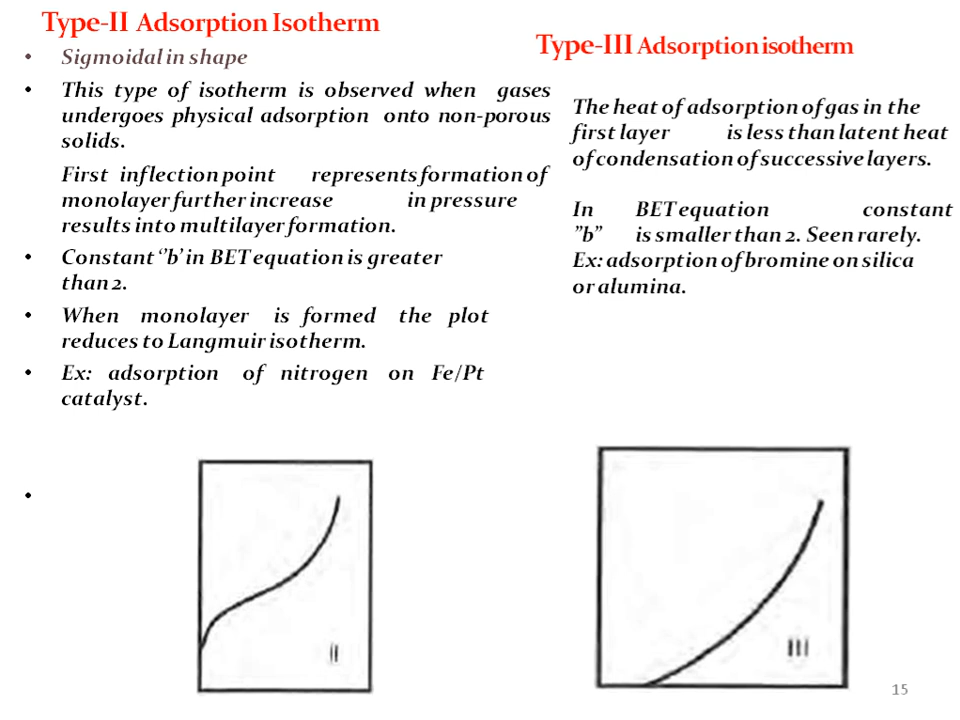 Type-II Adsorption Isotherm
• Sigmoidal in shape
• This type of isotherm is observed when gases
undergoes physical adsorption onto non-porous
solids.
First inflection point represents formation of
monolayer further increase in pressure
results into multilayer formation.
• Constant ‘’b’ in BET equation is greater
than 2.
• When monolayer is formed the plot
reduces to Langmuir isotherm.
• Ex: adsorption of nitrogen on Fe/Pt
catalyst.
•
II
Type-III Adsorption isotherm
The heat of adsorption of gas in the
first layer is less than latent heat
of condensation of successive layers.
In BET equation constant
”b” is smaller than 2. Seen rarely.
Ex: adsorption of bromine on silica
or alumina.
III
15